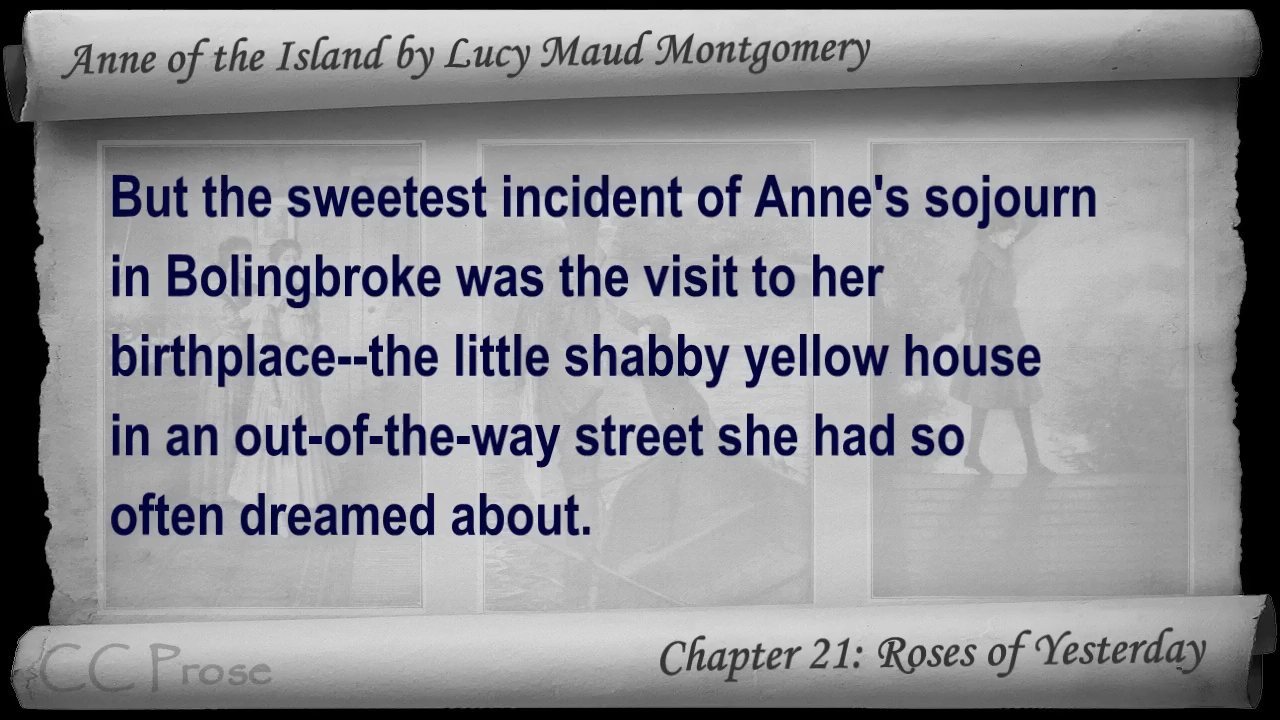 Anne of the Island by Lucy Maud Montgomery
But the sweetest incident of Anne's sojourn
in Bolingbroke was the visit to her
birthplace--the little shabby yellow house
in an out-of-the-way street she had so
often dreamed about.
CC Prose
Chapter 21: Roses of Yesterday